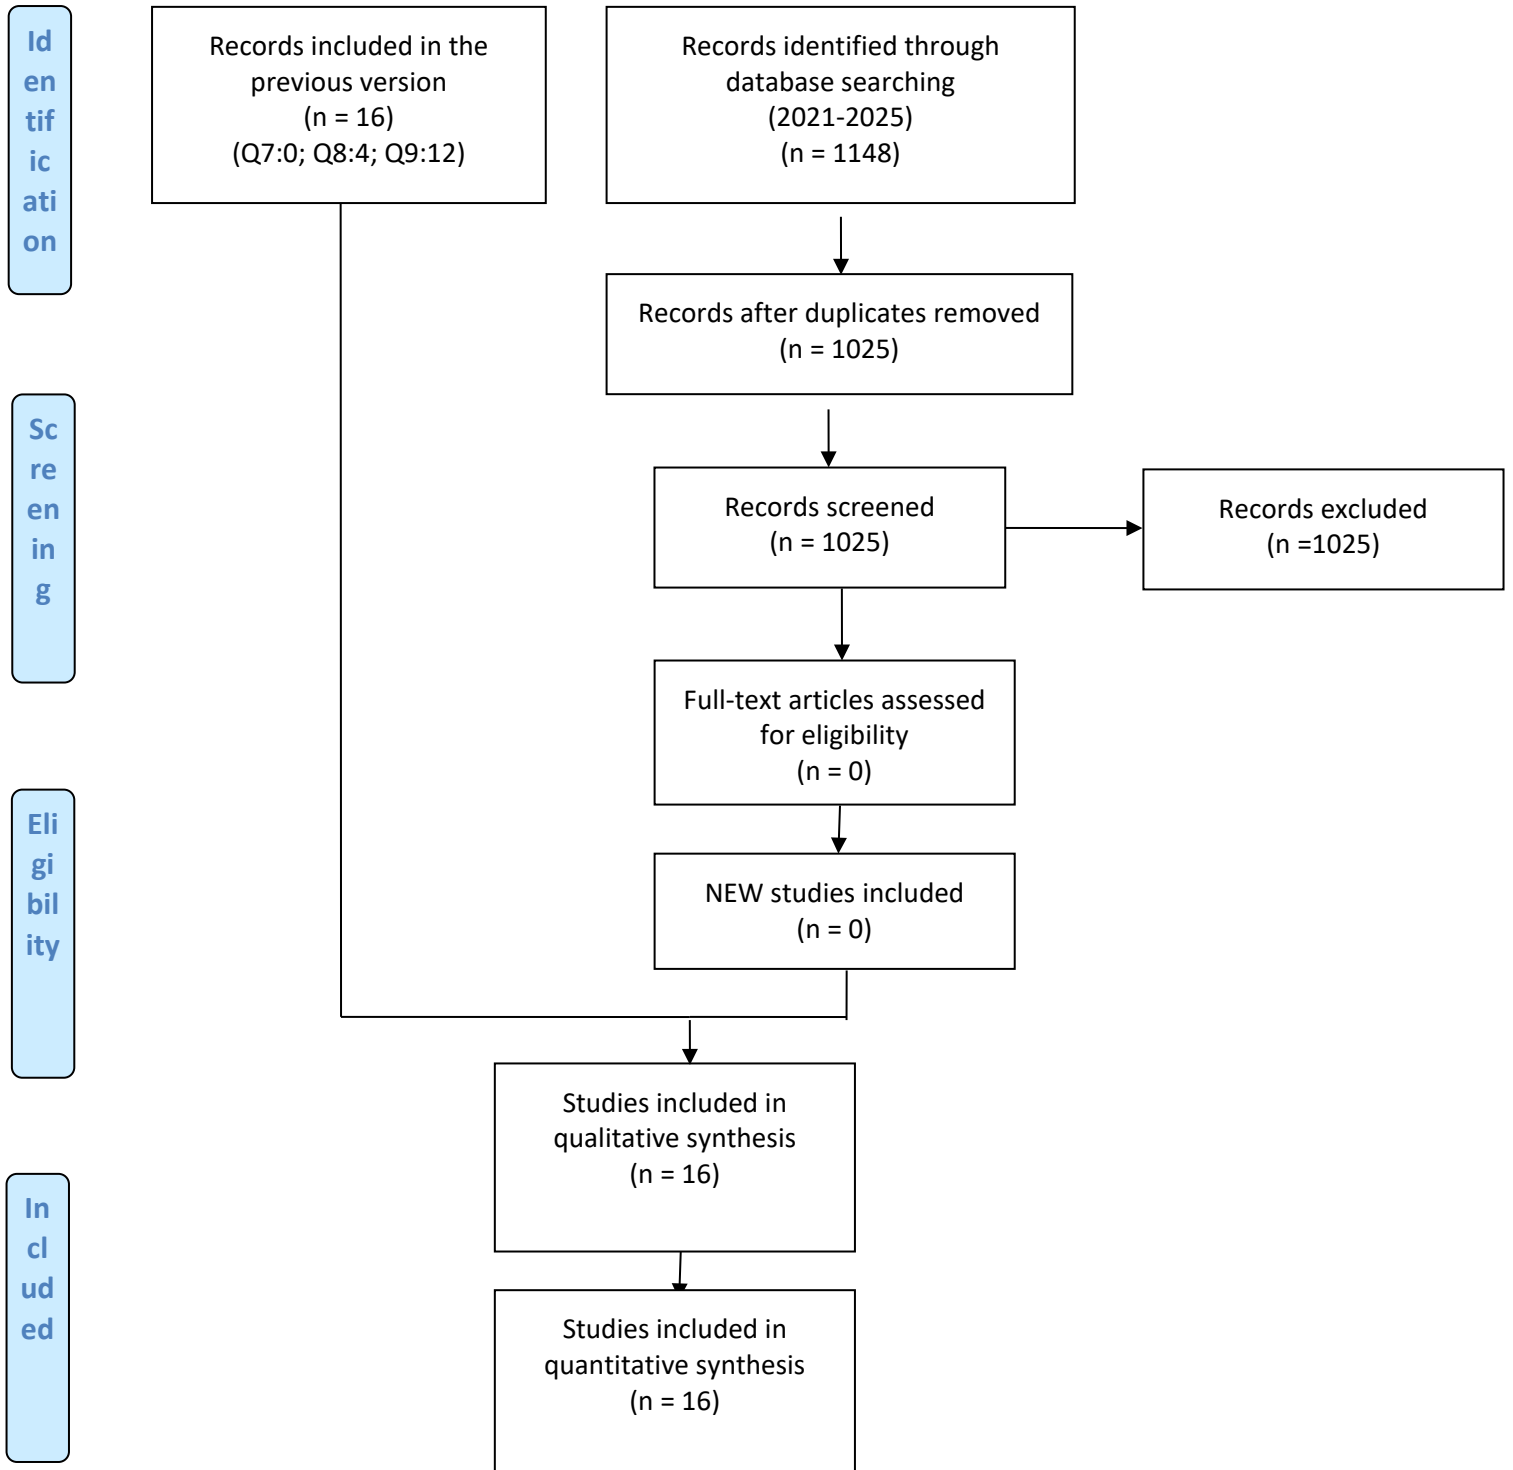 Id
en
tif
ic
ati
on
Records included in the
previous version
(n = 16)
(Q7:0; Q8:4; Q9:12)
Records identified through
database searching
(2021-2025)
(n = 1148)
Records after duplicates removed
(n = 1025)
Sc
re
en
in
g
Records screened
(n = 1025)
Records excluded
(n =1025)
Full-text articles assessed
for eligibility
(n = 0)
Eli
gi
bil
ity
NEW studies included
(n = 0)
Studies included in
qualitative synthesis
(n = 16)
In
cl
ud
ed
Studies included in
quantitative synthesis
(n = 16)